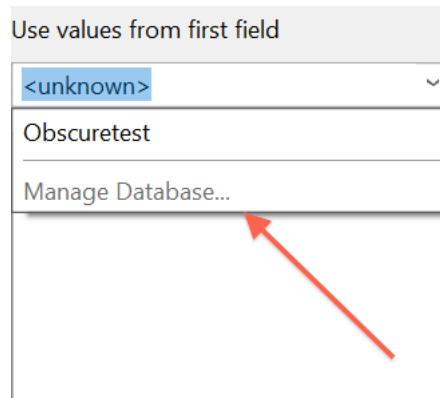 Use values from first field
<unknown>
Obscuretest
Manage Database...